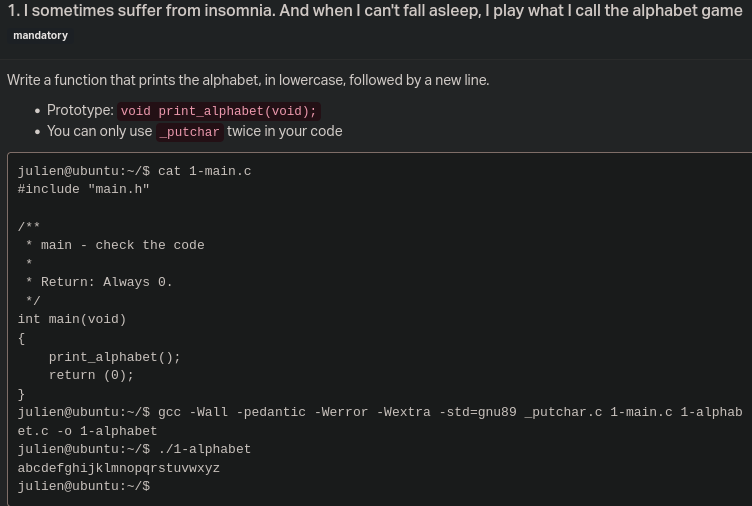 1. I sometimes suffer from insomnia. And when I can't fall asleep, I play what I call the alphabet game
mandatory
Write a function that prints the alphabet, in lowercase, followed by a new line.
• Prototype: void print_alphabet(void);
• You can only use _putchar twice in your code
julien@ubuntu:~/$ cat 1-main.c
#include "main.h"
/**
 * main - check the code
 *
 * Return: Always 0.
 */
int main(void)
{
    print_alphabet();
    return (0);
}
julien@ubuntu:~/$ gcc -Wall -pedantic -Werror -Wextra -std=gnu89 _putchar.c 1-main.c 1-alphab
et.c -o 1-alphabet
julien@ubuntu:~/$ ./1-alphabet
abcdefghijklmnopqrstuvwxyz
julien@ubuntu:~/$